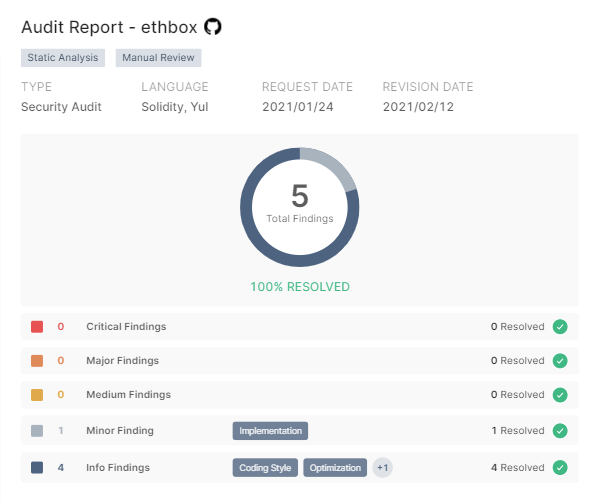 Audit Report - ethbox
Static Analysis Manual Review
TYPE LANGUAGE REQUEST DATE REVISION DATE
Security Audit Solidity, Yul 2021/01/24 2021/02/12
5
Total Findings
100% RESOLVED
0 Critical Findings 0 Resolved
0 Major Findings 0 Resolved
0 Medium Findings 0 Resolved
1 Minor Finding Implementation 1 Resolved
4 Info Findings Coding Style Optimization +1 4 Resolved